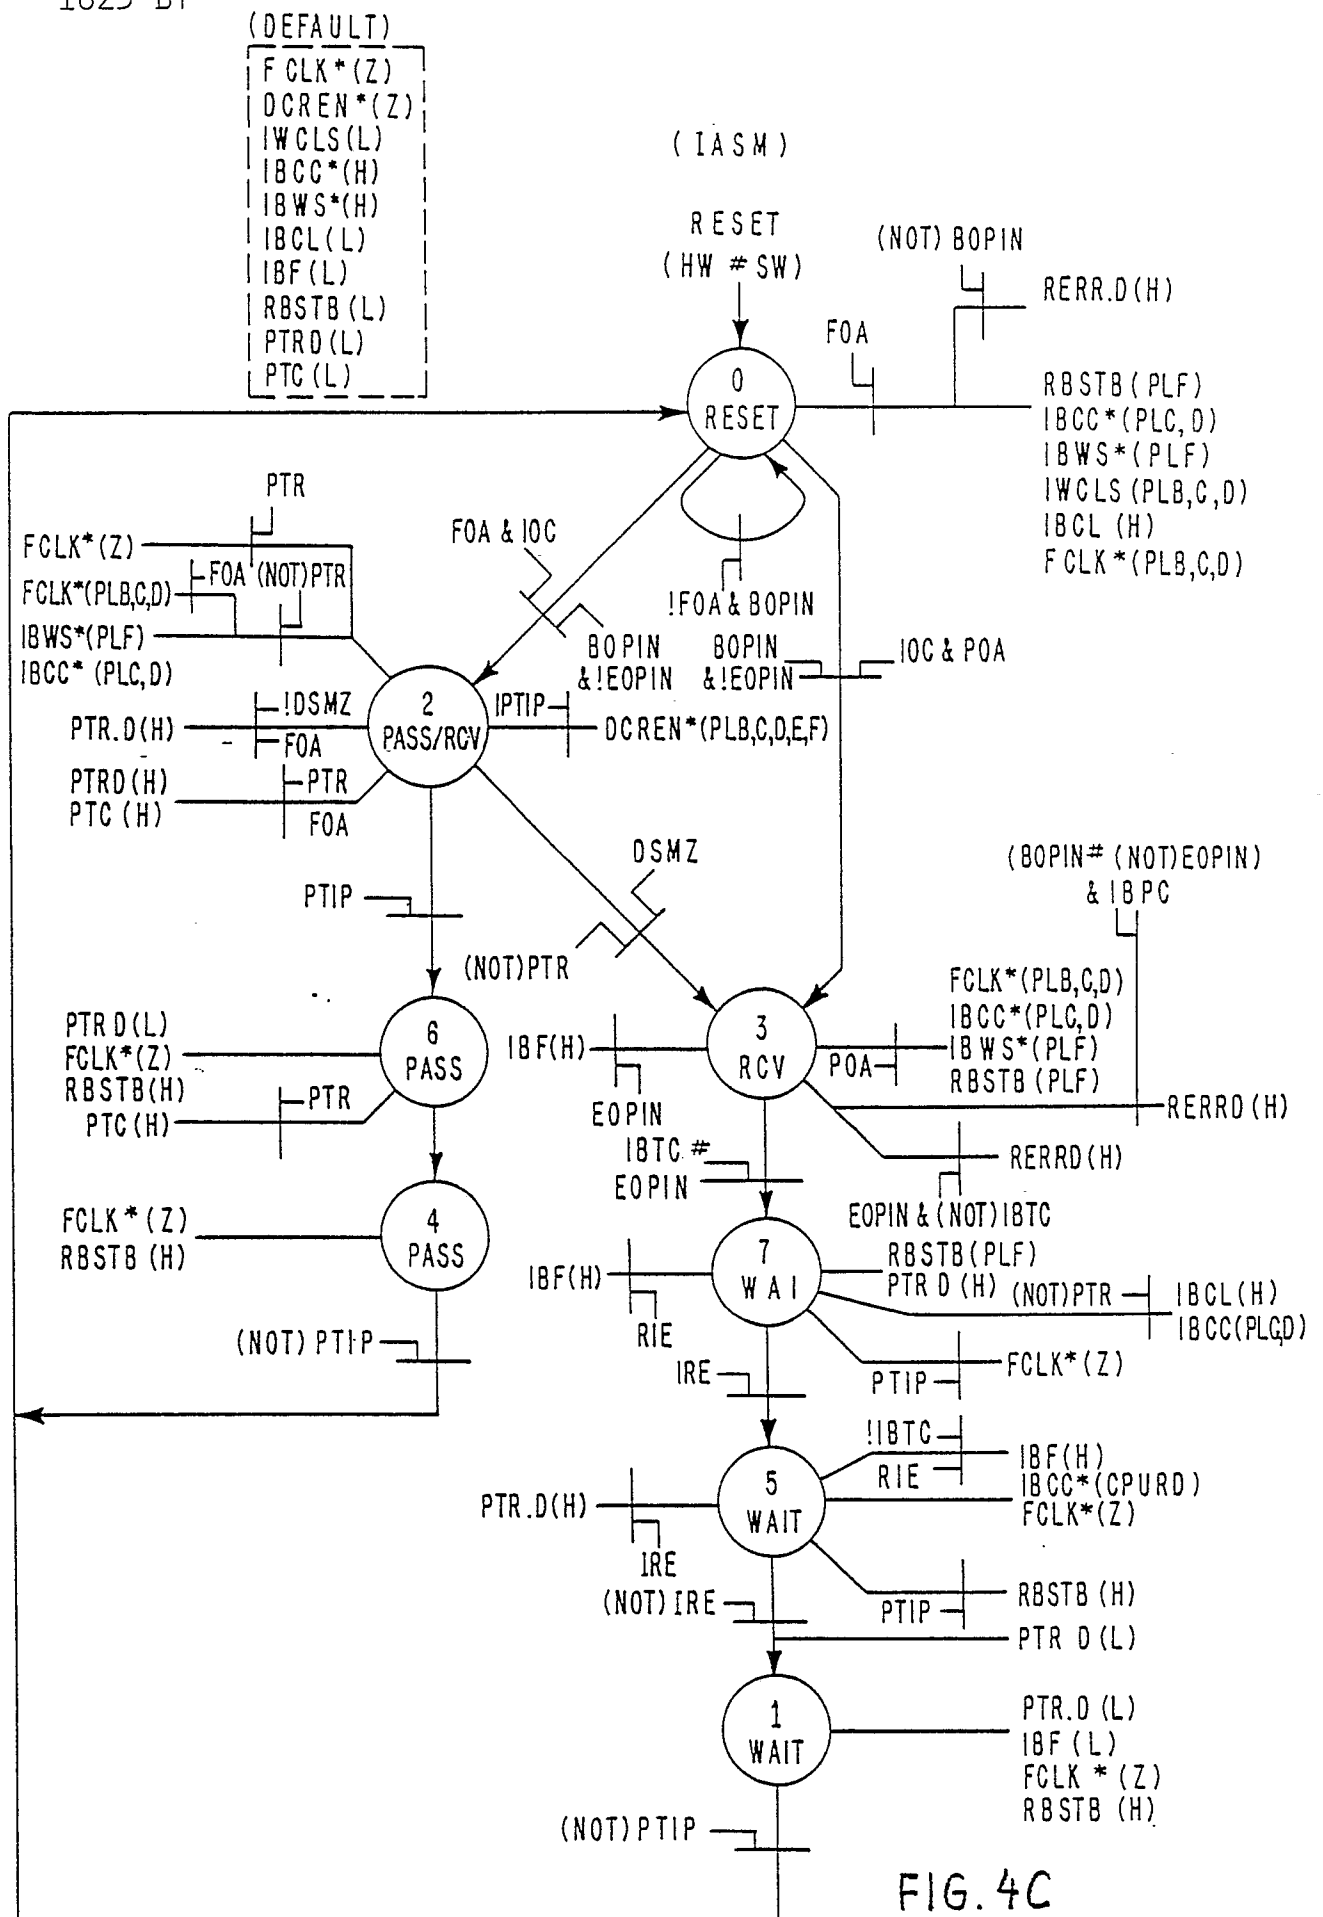 (DEFAULT)
FCLK*(Z)
DCREN*(Z)
IWCLS(L)
IBCC*(H)
IBWS*(H)
IBCL(L)
IBF(L)
RBSTB(L)
PTRD(L)
PTC(L)
(IASM)
RESET
(HW # SW)
(NOT) BOPIN
RERR.D(H)
FOA
0
RESET
RBSTB(PLF)
IBCC*(PLC,D)
IBWS*(PLF)
IWCLS(PLB,C,D)
IBCL(H)
FCLK*(PLB,C,D)
PTR
FCLK*(Z)
FOA (NOT)PTR
FCLK*(PLB,C,D)
IBWS*(PLF)
IBCC*(PLC,D)
FOA & IOC
BOPIN
&!EOPIN
!FOA & BOPIN
BOPIN
&!EOPIN
IOC & POA
!DSMZ
PTR.D(H)
FOA
2
PASS/RCV
IPTIP
DCREN*(PLB,C,D,E,F)
PTRD(H)
PTC(H)
PTR
FOA
PTIP
DSMZ
(NOT)PTR
(BOPIN# (NOT)EOPIN)
& IBPC
PTRD(L)
FCLK*(Z)
RBSTB(H)
PTC(H)
PTR
6
PASS
IBF(H)
EOPIN
3
RCV
POA
FCLK*(PLB,C,D)
IBCC*(PLC,D)
IBWS*(PLF)
RBSTB(PLF)
RERRD(H)
RERRD(H)
EOPIN & (NOT)IBTC
IBTC #
EOPIN
FCLK*(Z)
RBSTB(H)
4
PASS
(NOT) PTIP
IBF(H)
RIE
7
WAI
RBSTB(PLF)
PTR D(H)
(NOT)PTR
IBCL(H)
IBCC(PLC,D)
FCLK*(Z)
PTIP
IRE
!IBTC
RIE
IBF(H)
IBCC*(CPURD)
FCLK*(Z)
5
WAIT
PTR.D(H)
IRE
(NOT)IRE
PTIP
RBSTB(H)
PTR D(L)
1
WAIT
PTR.D(L)
IBF(L)
FCLK*(Z)
RBSTB(H)
(NOT)PTIP
FIG. 4C